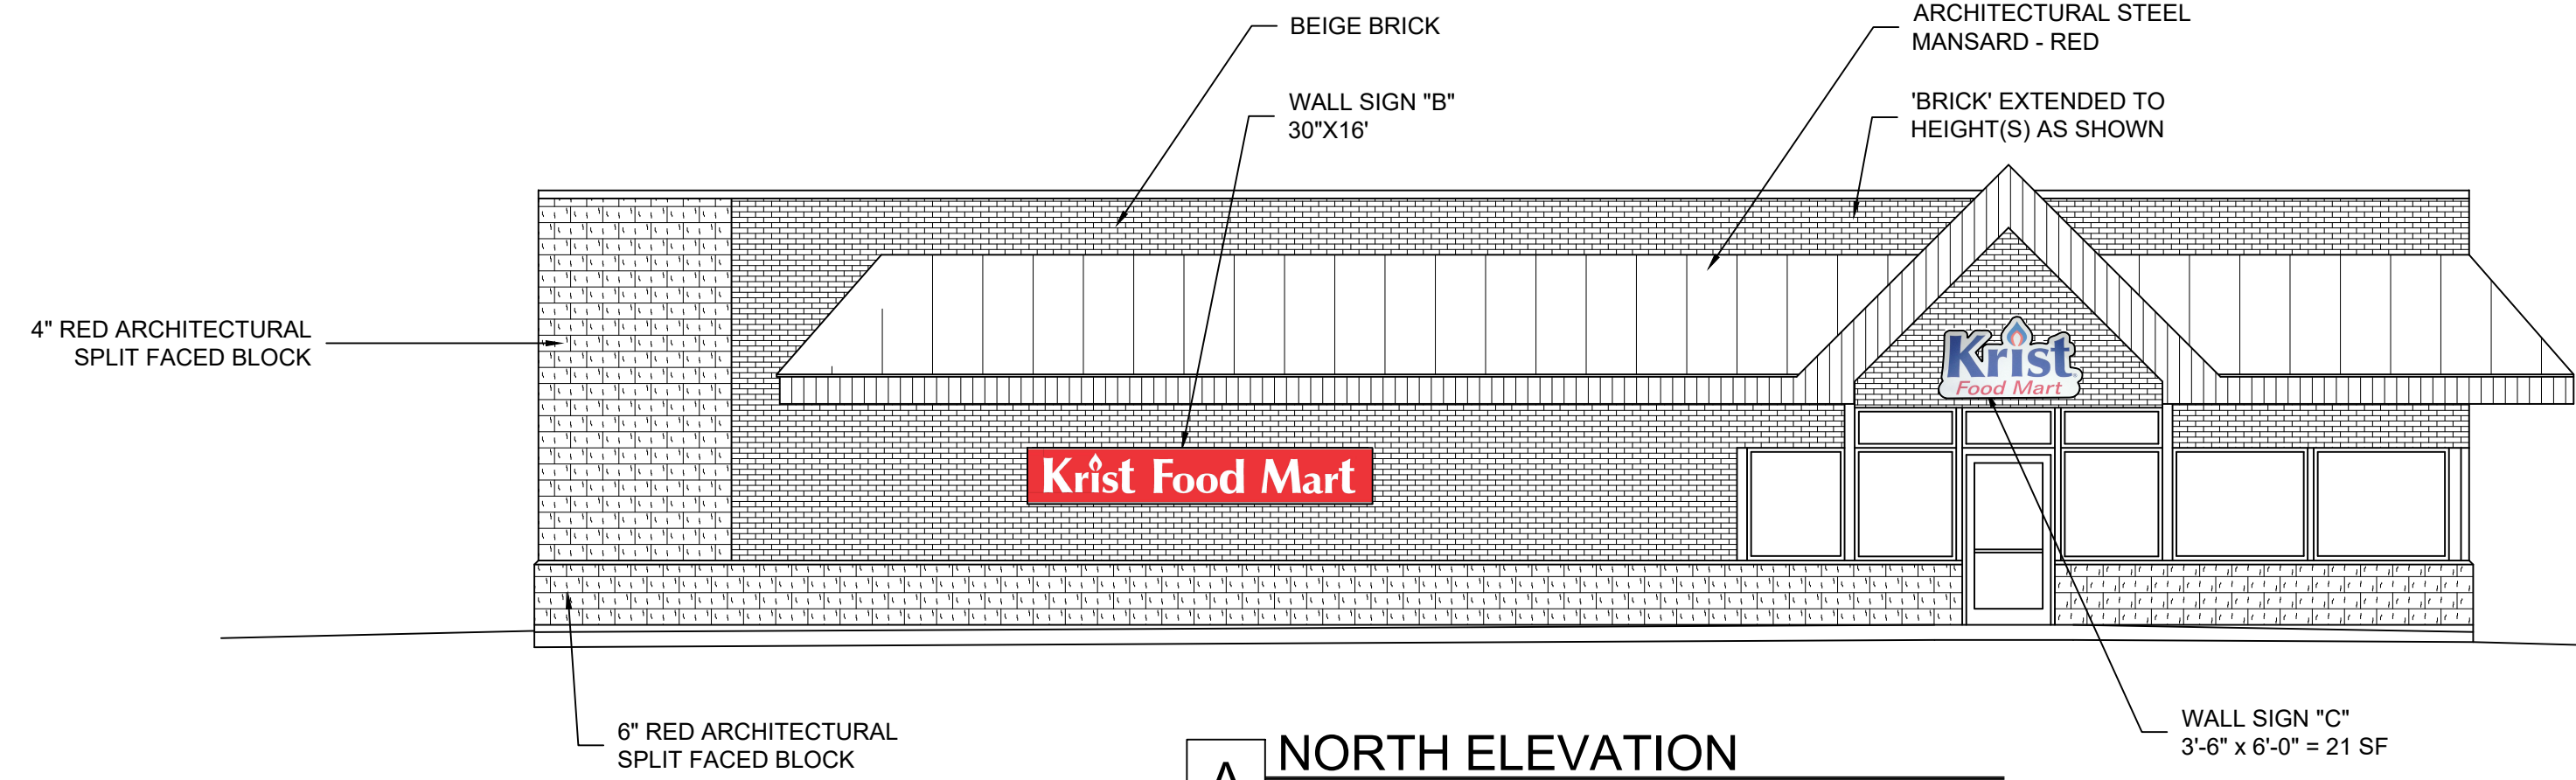 BEIGE BRICK
ARCHITECTURAL STEEL
MANSARD - RED
WALL SIGN "B"
30"X16'
'BRICK' EXTENDED TO
HEIGHT(S) AS SHOWN
4" RED ARCHITECTURAL
SPLIT FACED BLOCK
Krist
Food Mart
Krist Food Mart
6" RED ARCHITECTURAL
SPLIT FACED BLOCK
WALL SIGN "C"
3'-6" x 6'-0" = 21 SF
A
NORTH ELEVATION